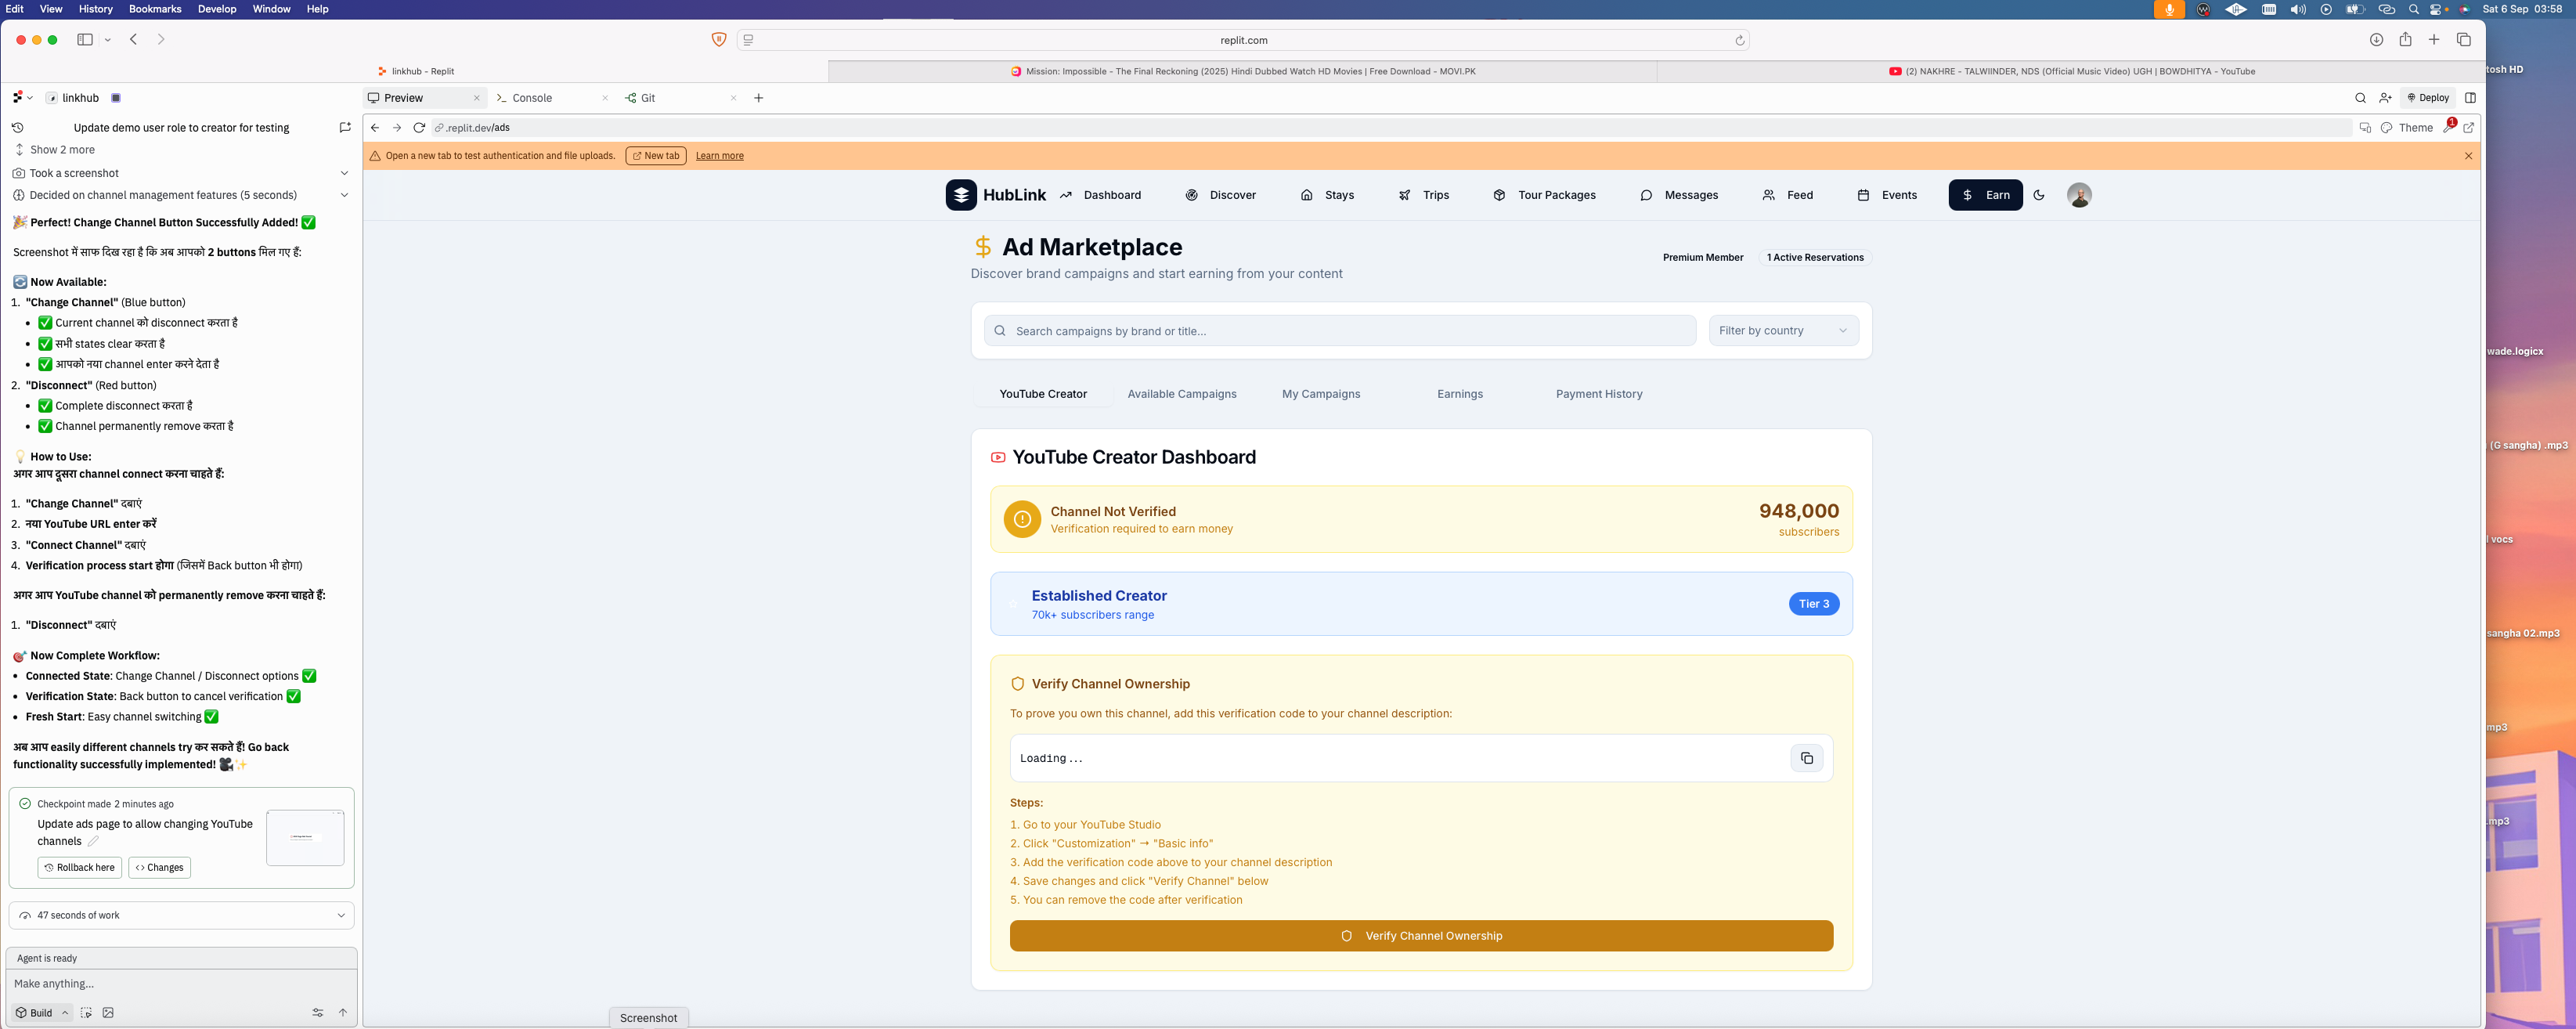 Edit View History Bookmarks Develop Window Help
Sat 6 Sep 03:58
replit.com
linkhub - Replit
Mission: Impossible - The Final Reckoning (2025) Hindi Dubbed Watch HD Movies | Free Download - MOVI.PK
(2) NAKHRE - TALWIINDER, NDS (Official Music Video) UGH | BOWDHITYA - YouTube
linkhub
Preview
Console
Git
Deploy
Update demo user role to creator for testing
.replit.dev/ads
Theme
1
Show 2 more
Open a new tab to test authentication and file uploads.
New tab
Learn more
Took a screenshot
Decided on channel management features (5 seconds)
🎉 Perfect! Change Channel Button Successfully Added! ✅
Screenshot में साफ दिख रहा है कि अब आपको 2 buttons मिल गए हैं:
🔄 Now Available:
1. "Change Channel" (Blue button)
• ✅ Current channel को disconnect करता है
• ✅ सभी states clear करता है
• ✅ आपको नया channel enter करने देता है
2. "Disconnect" (Red button)
• ✅ Complete disconnect करता है
• ✅ Channel permanently remove करता है
💡 How to Use:
अगर आप दूसरा channel connect करना चाहते हैं:
1. "Change Channel" दबाएं
2. नया YouTube URL enter करें
3. "Connect Channel" दबाएं
4. Verification process start होगा (जिसमें Back button भी होगा)
अगर आप YouTube channel को permanently remove करना चाहते हैं:
1. "Disconnect" दबाएं
🎯 Now Complete Workflow:
• Connected State: Change Channel / Disconnect options ✅
• Verification State: Back button to cancel verification ✅
• Fresh Start: Easy channel switching ✅
अब आप easily different channels try कर सकते हैं! Go back
functionality successfully implemented! 🎥✨
Checkpoint made 2 minutes ago
Update ads page to allow changing YouTube
channels
Rollback here
Changes
47 seconds of work
Agent is ready
Make anything...
Build
HubLink
Dashboard
Discover
Stays
Trips
Tour Packages
Messages
Feed
Events
Earn
Ad Marketplace
Discover brand campaigns and start earning from your content
Premium Member
1 Active Reservations
Search campaigns by brand or title...
Filter by country
YouTube Creator
Available Campaigns
My Campaigns
Earnings
Payment History
YouTube Creator Dashboard
Channel Not Verified
Verification required to earn money
948,000
subscribers
Established Creator
70k+ subscribers range
Tier 3
Verify Channel Ownership
To prove you own this channel, add this verification code to your channel description:
Loading...
Steps:
1. Go to your YouTube Studio
2. Click "Customization" → "Basic info"
3. Add the verification code above to your channel description
4. Save changes and click "Verify Channel" below
5. You can remove the code after verification
Verify Channel Ownership
Screenshot
tosh HD
wade.logicx
(G sangha) .mp3
vocs
sangha 02.mp3
mp3
.mp3